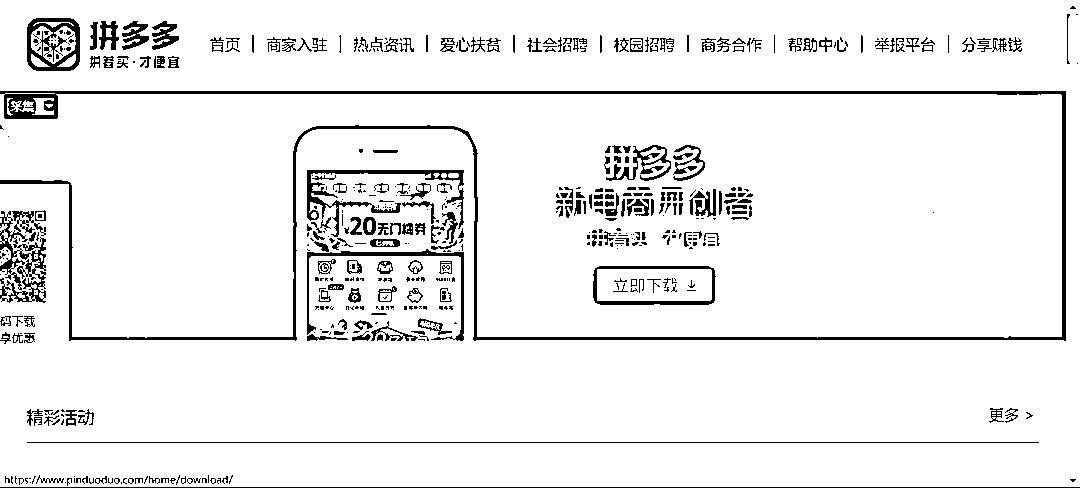 拼多多
拼着买·才便宜
首页 | 商家入驻 | 热点资讯 | 爱心扶贫 | 社会招聘 | 校园招聘 | 商务合作 | 帮助中心 | 举报平台 | 分享赚钱
采集
码下载
享优惠
¥20无门槛券
拼多多
新电商开创者
拼着买 才便宜
立即下载
精彩活动
更多 >
https://www.pinduoduo.com/home/download/